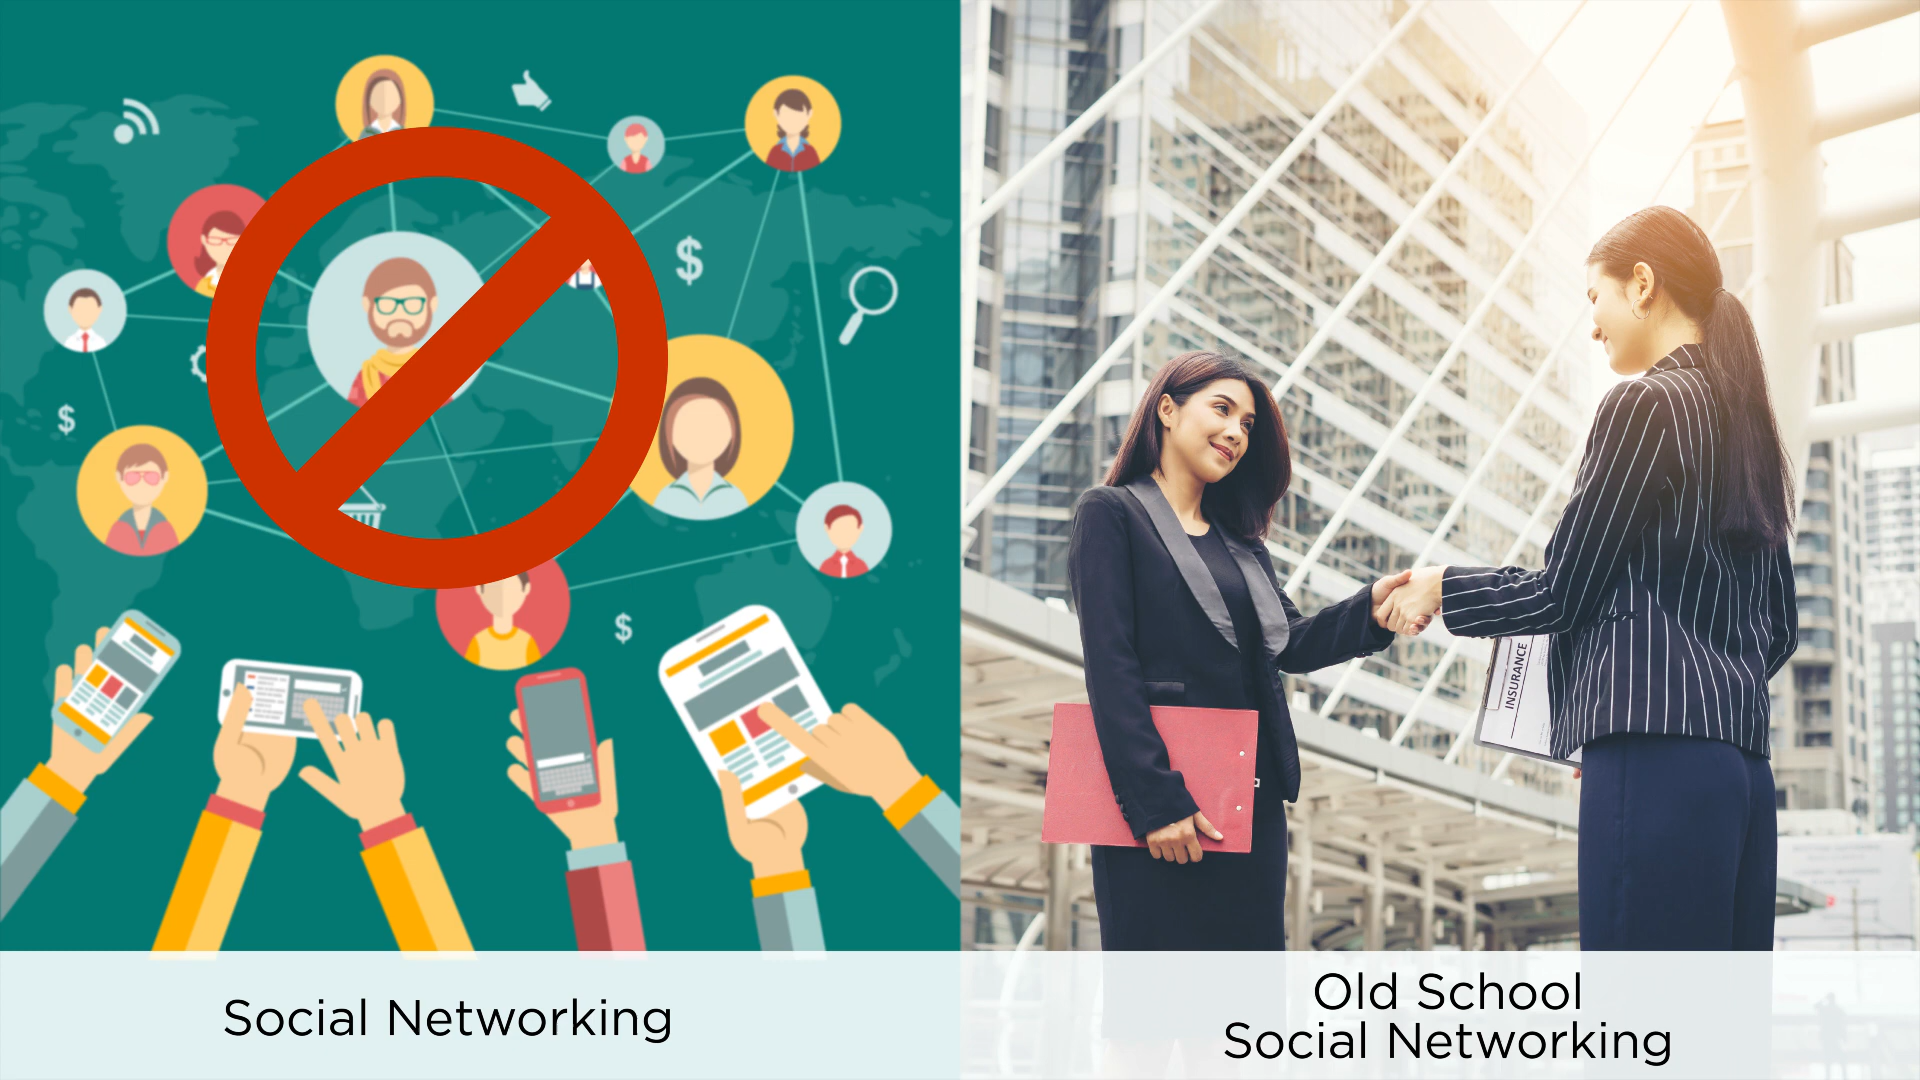 $
$
$
INSURANCE
Social Networking
Old School
Social Networking